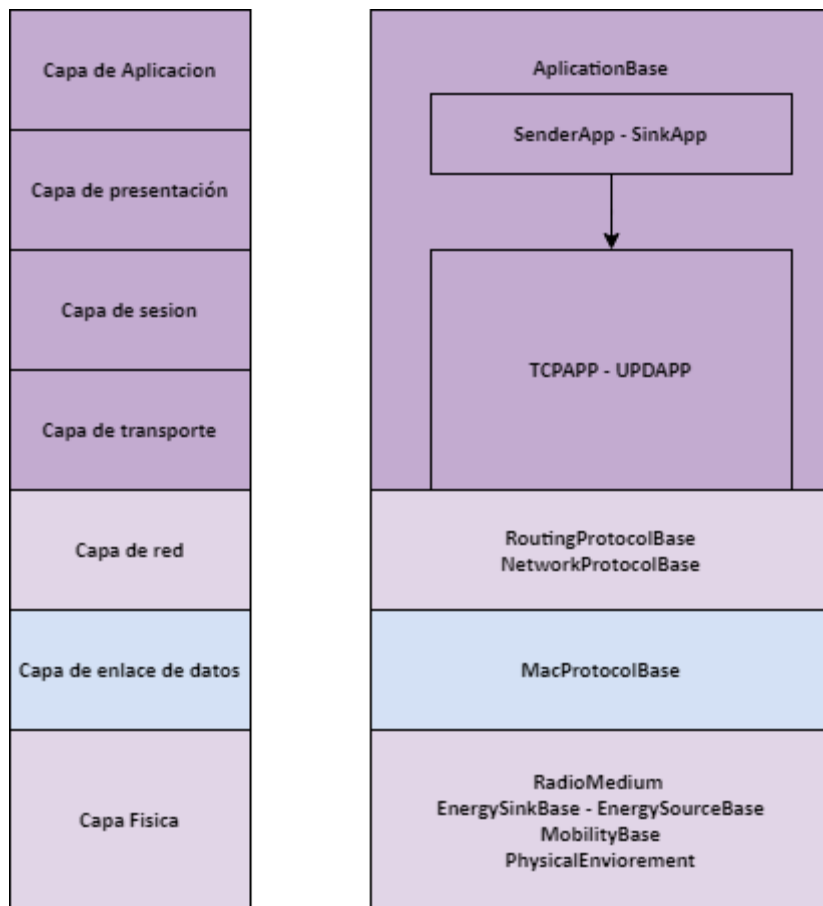 Capa de Aplicacion
Capa de presentación
Capa de sesion
Capa de transporte
Capa de red
Capa de enlace de datos
Capa Fisica
AplicationBase
SenderApp - SinkApp
TCPAPP - UPDAPP
RoutingProtocolBase
NetworkProtocolBase
MacProtocolBase
RadioMedium
EnergySinkBase - EnergySourceBase
MobilityBase
PhysicalEnviorement